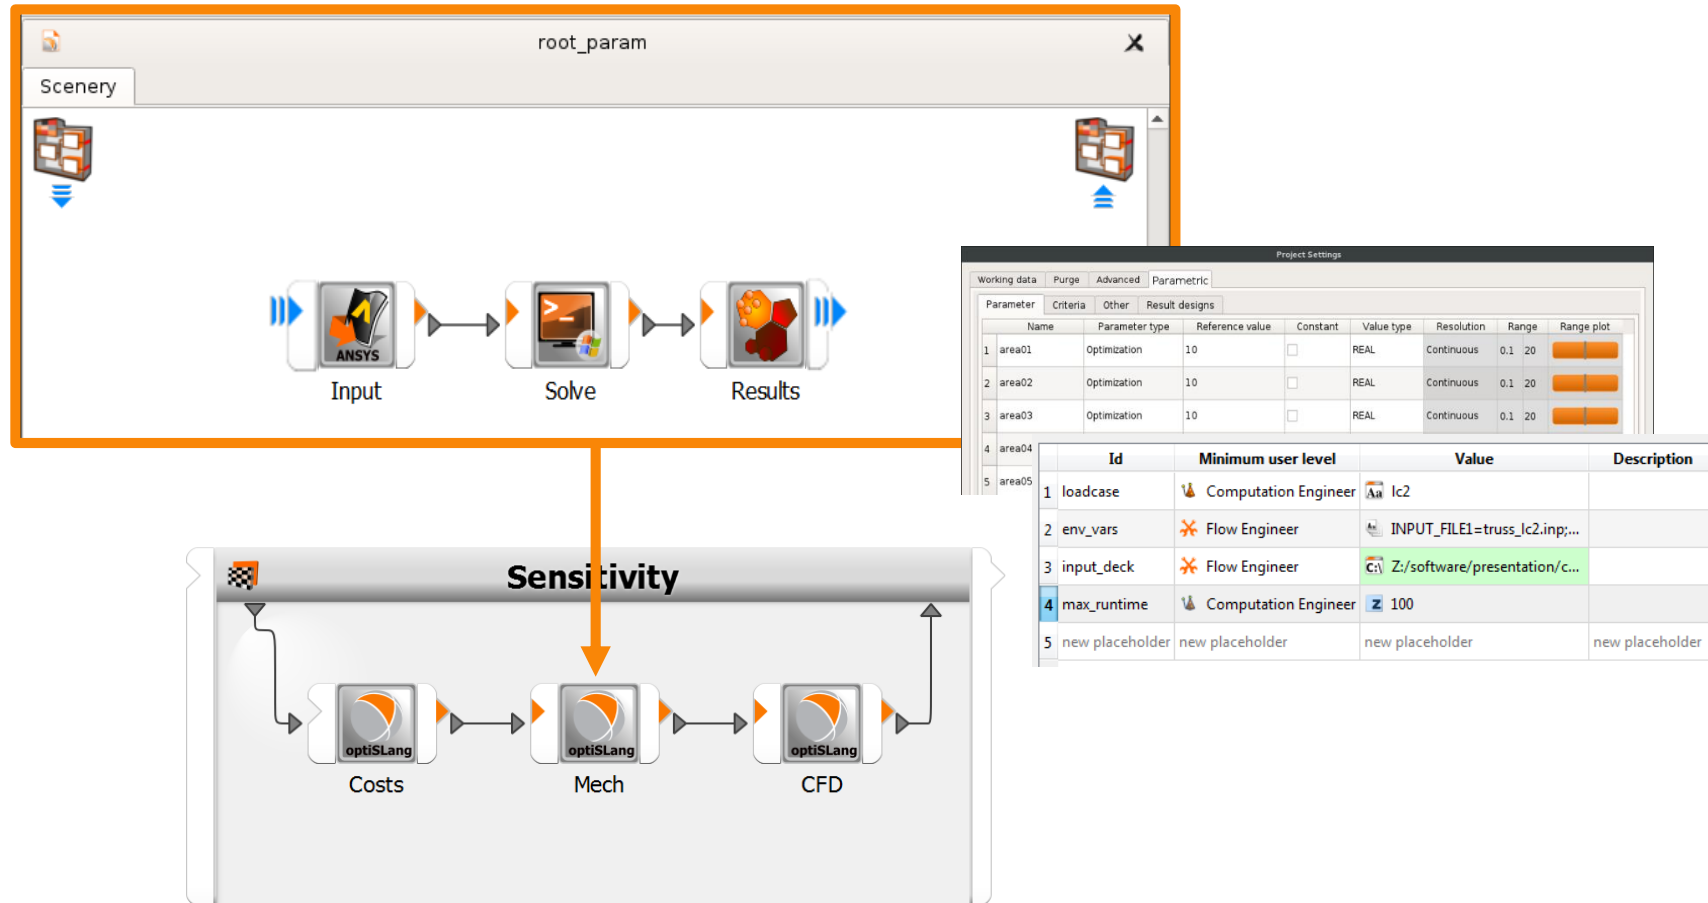 root_param
Scenery
ANSYS
Input
Solve
Results
Project Settings
Working data Purge Advanced Parametric
Parameter Criteria Other Result designs
Name Parameter type Reference value Constant Value type Resolution Range Range plot
1 area01 Optimization 10 REAL Continuous 0.1 20
2 area02 Optimization 10 REAL Continuous 0.1 20
3 area03 Optimization 10 REAL Continuous 0.1 20
4 area04
5 area05
Id Minimum user level Value Description
1 loadcase Computation Engineer Aa lc2
2 env_vars Flow Engineer INPUT_FILE1=truss_lc2.inp;...
3 input_deck Flow Engineer C:\ Z:/software/presentation/c...
4 max_runtime Computation Engineer Z 100
5 new placeholder new placeholder new placeholder new placeholder
Sensitivity
optiSLang optiSLang optiSLang
Costs Mech CFD